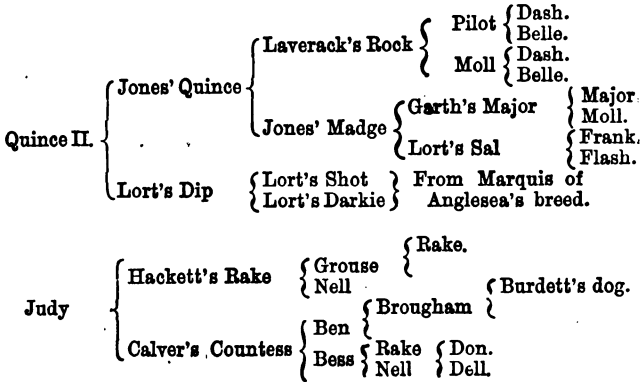 Pilot { Dash.
Belle.
Laverack's Rock
Moll { Dash.
Belle.
Jones' Quince
Garth's Major { Major
Moll.
Jones' Madge
Lort's Sal { Frank.
Flash.
Quince II.
Lort's Dip { Lort's Shot } From Marquis of
Lort's Darkie } Anglesea's breed.
Rake.
Hackett's Rake { Grouse
Nell
Burdett's dog.
Judy
Brougham
Ben
Calver's Countess
Bess { Rake { Don.
Nell Dell.